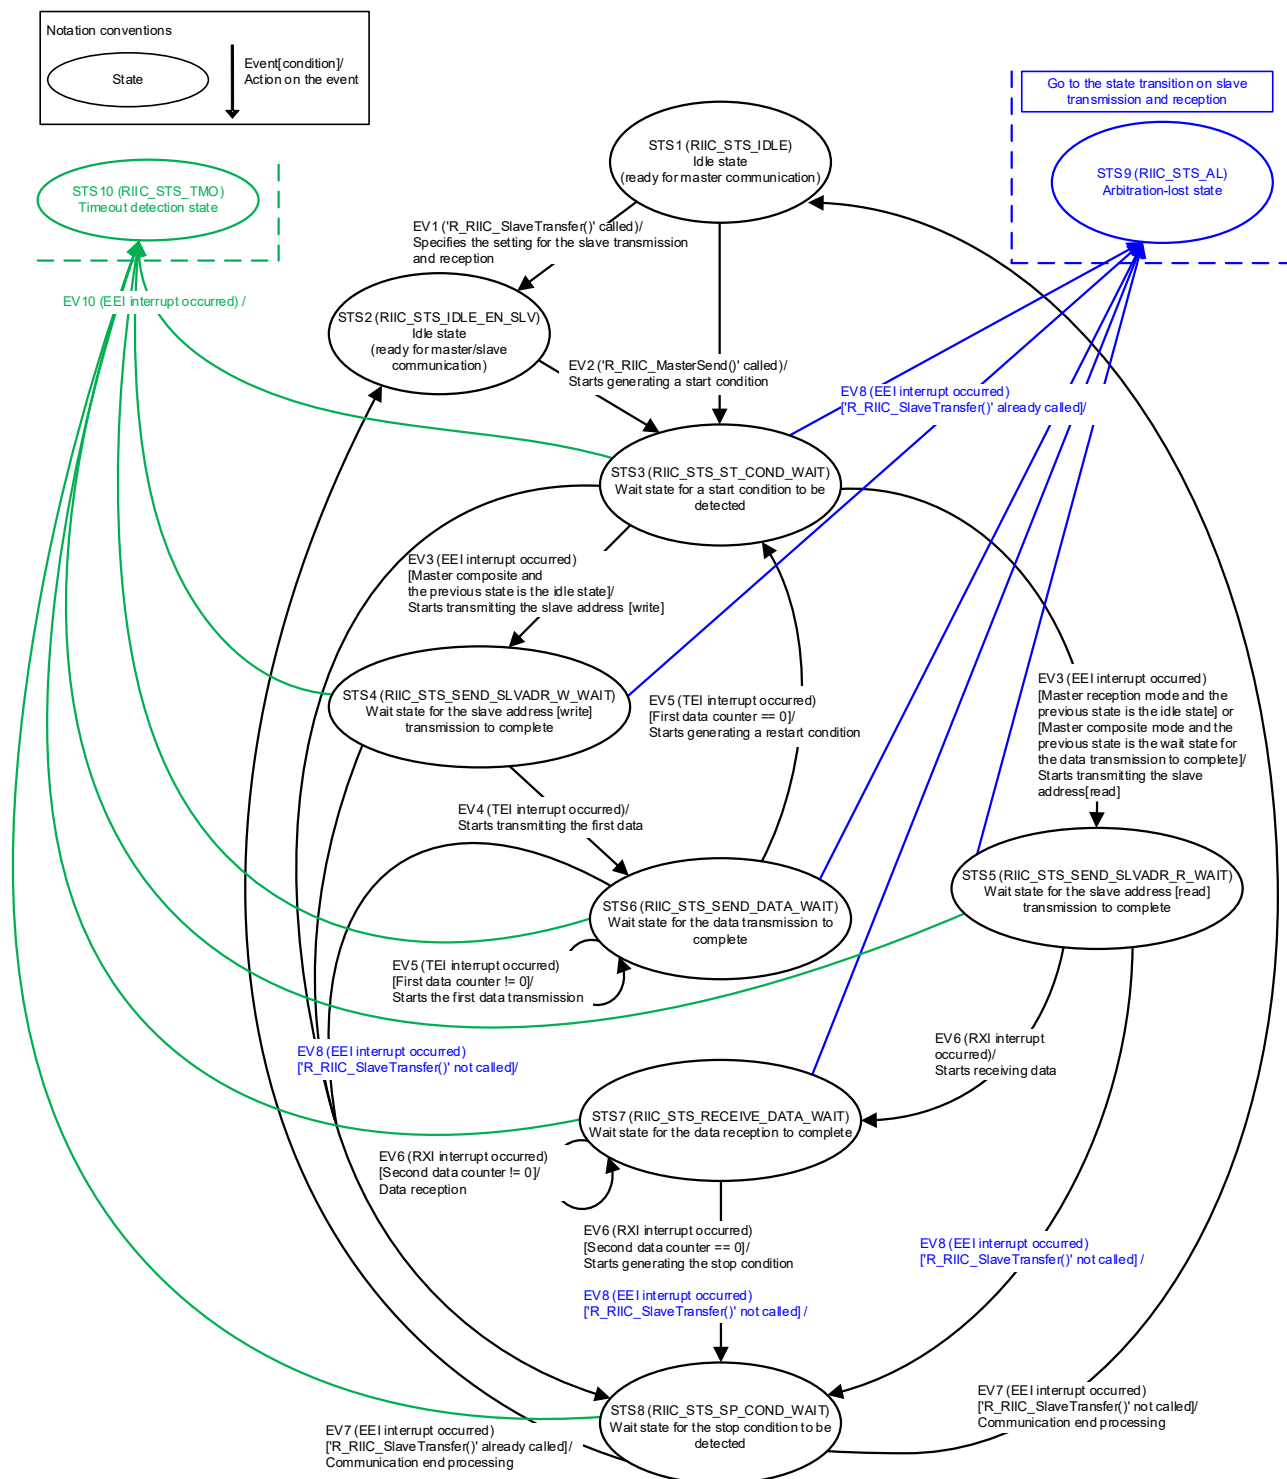 Notation conventions
State
Event[condition]/
Action on the event
Go to the state transition on slave
transmission and reception
STS1 (RIIC_STS_IDLE)
Idle state
(ready for master communication)
STS9 (RIIC_STS_AL)
Arbitration-lost state
STS10 (RIIC_STS_TMO)
Timeout detection state
EV1 ('R_RIIC_SlaveTransfer()' called)/
Specifies the setting for the slave transmission
and reception
EV10 (EEI interrupt occurred) /
STS2 (RIIC_STS_IDLE_EN_SLV)
Idle state
(ready for master/slave
communication)
EV2 ('R_RIIC_MasterSend()' called)/
Starts generating a start condition
EV8 (EEI interrupt occurred)
['R_RIIC_SlaveTransfer()' already called]/
STS3 (RIIC_STS_ST_COND_WAIT)
Wait state for a start condition to be
detected
EV3 (EEI interrupt occurred)
[Master composite and
the previous state is the idle state]/
Starts transmitting the slave address [write]
STS4 (RIIC_STS_SEND_SLVADR_W_WAIT)
Wait state for the slave address [write]
transmission to complete
EV5 (TEI interrupt occurred)
[First data counter == 0]/
Starts generating a restart condition
EV3 (EEI interrupt occurred)
[Master reception mode and the
previous state is the idle state] or
[Master composite mode and the
previous state is the wait state for
the data transmission to complete]/
Starts transmitting the slave
address[read]
EV4 (TEI interrupt occurred)/
Starts transmitting the first data
STS5 (RIIC_STS_SEND_SLVADR_R_WAIT)
Wait state for the slave address [read]
transmission to complete
STS6 (RIIC_STS_SEND_DATA_WAIT)
Wait state for the data transmission to
complete
EV5 (TEI interrupt occurred)
[First data counter != 0]/
Starts the first data transmission
EV8 (EEI interrupt occurred)
['R_RIIC_SlaveTransfer()' not called]/
EV6 (RXI interrupt
occurred)/
Starts receiving data
STS7 (RIIC_STS_RECEIVE_DATA_WAIT)
Wait state for the data reception to complete
EV6 (RXI interrupt occurred)
[Second data counter != 0]/
Data reception
EV6 (RXI interrupt occurred)
[Second data counter == 0]/
Starts generating the stop condition
EV8 (EEI interrupt occurred)
['R_RIIC_SlaveTransfer()' not called] /
EV8 (EEI interrupt occurred)
['R_RIIC_SlaveTransfer()' not called] /
STS8 (RIIC_STS_SP_COND_WAIT)
Wait state for the stop condition to be
detected
EV7 (EEI interrupt occurred)
['R_RIIC_SlaveTransfer()' already called]/
Communication end processing
EV7 (EEI interrupt occurred)
['R_RIIC_SlaveTransfer()' not called]/
Communication end processing